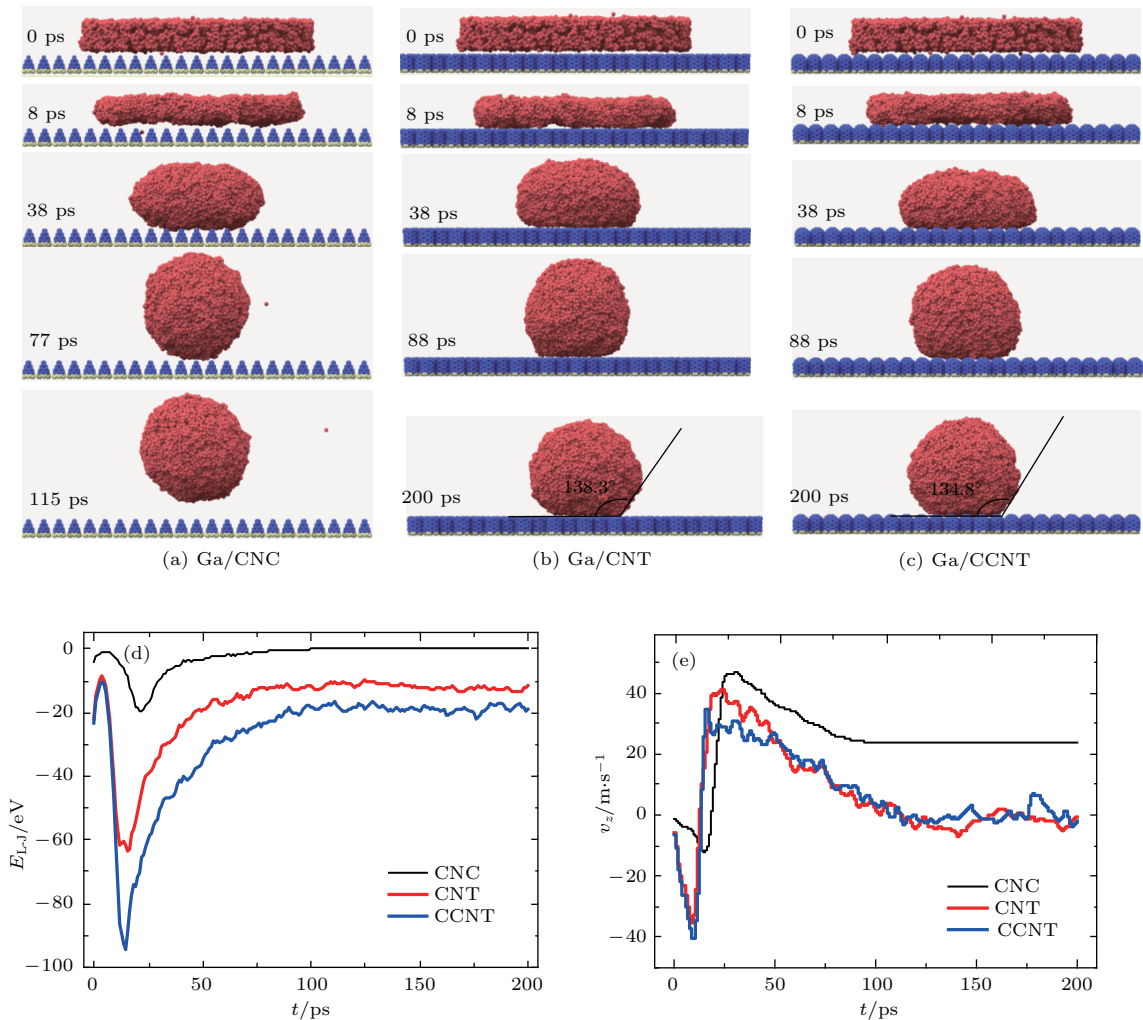 0 ps
8 ps
38 ps
77 ps
115 ps
(a) Ga/CNC
0 ps
8 ps
38 ps
88 ps
200 ps
138.3°
(b) Ga/CNT
0 ps
8 ps
38 ps
88 ps
200 ps
134.8°
(c) Ga/CCNT
(d)
0
−20
−40
−60
−80
−100
E_L-J/eV
CNC
CNT
CCNT
0 50 100 150 200
t/ps
(e)
40
20
0
−20
−40
v_z/m·s⁻¹
CNC
CNT
CCNT
0 50 100 150 200
t/ps